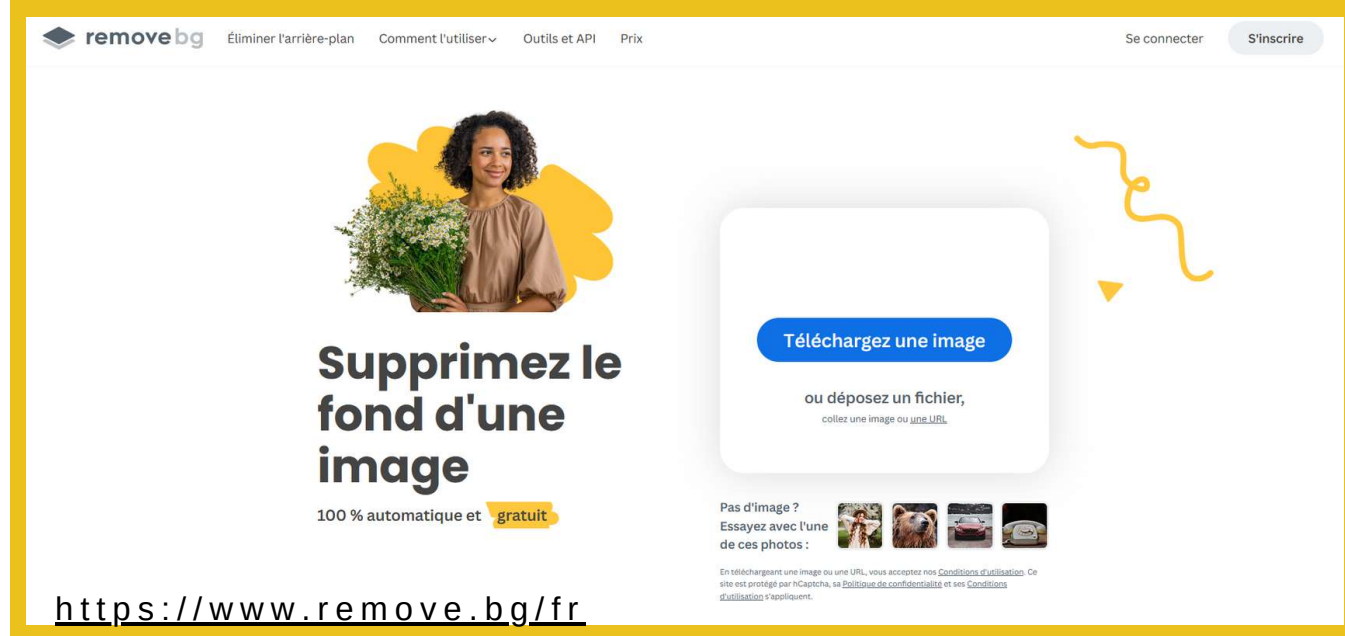 removebg Éliminer l'arrière-plan Comment l'utiliser Outils et API Prix Se connecter S'inscrire
Supprimez le
fond d'une
image
100 % automatique et gratuit
Téléchargez une image
ou déposez un fichier,
collez une image ou une URL
Pas d'image ?
Essayez avec l'une
de ces photos :
En téléchargeant une image ou une URL, vous acceptez nos Conditions d'utilisation. Ce
site est protégé par hCaptcha, sa Politique de confidentialité et ses Conditions
d'utilisation s'appliquent.
https://www.remove.bg/fr